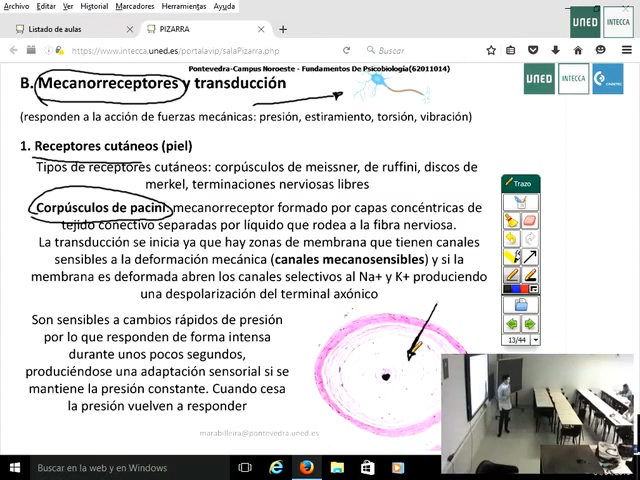 Archivo Editar Ver Historial Marcadores Herramientas Ayuda
Listado de aulas
PIZARRA
https://www.intecca.uned.es/portalavip/salaPizarra.
Buscar
UNED
INTECCA
Pontevedra-Campus Noroeste - Fundamentos De Psicobiología(62011014)
B. Mecanorreceptores y transducción
UNED
INTECCA
(responden a la acción de fuerzas mecánicas: presión, estiramiento, torsión, vibración)
1. Receptores cutáneos (piel)
Tipos de receptores cutáneos: corpúsculos de meissner, de ruffini, discos de
merkel, terminaciones nerviosas libres
Corpúsculos de pacini: mecanorreceptor formado por capas concéntricas de
tejido conectivo separadas por líquido que rodea a la fibra nerviosa.
La transducción se inicia ya que hay zonas de membrana que tienen canales
sensibles a la deformación mecánica (canales mecanosensibles) y si la
membrana es deformada abren los canales selectivos al Na+ y K+ produciendo
una despolarización del terminal axónico
Trazo
13/44
Son sensibles a cambios rápidos de presión
por lo que responden de forma intensa
durante unos pocos segundos,
produciéndose una adaptación sensorial si se
mantiene la presión constante. Cuando cesa
la presión vuelven a responder
marabilleira@pontevedra.uned.es
Buscar en la web y en Windows